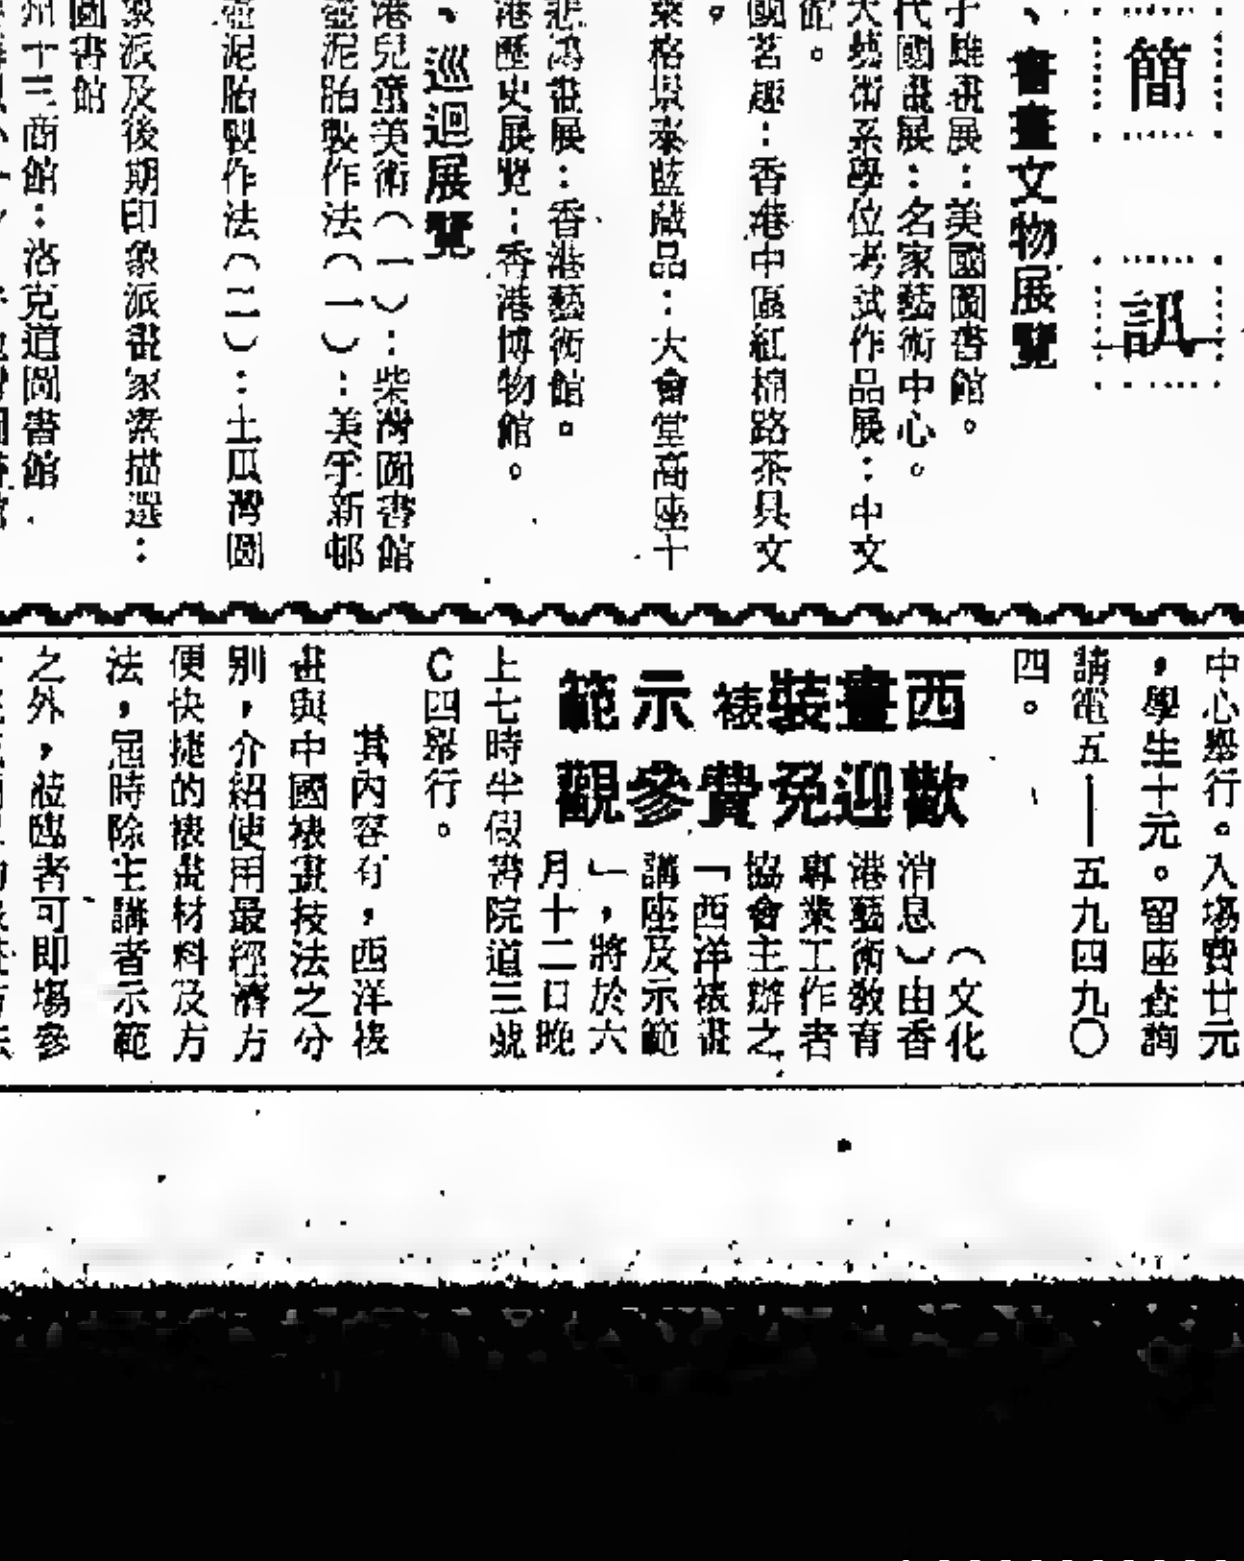 簡訊
、書畫文物展覽
子雕展：美國圖書館。
代國畫展：名家藝術中心。
大藝術系學位考試作品展：中文
館。
國茗趣：香港中區紅棉路茶具文
。
藏品：大會堂高座十
悲鴻畫展：香港藝術館。
港歷史展覽：香港博物館。
、巡迴展覽
港兒童美術（一）：柴灣圖書館
壺泥胎製作法（一）：美孚新邨
壺泥胎製作法（二）：土瓜灣圖
象派及後期印象派畫家素描選：
圖書館
州十三商館：洛克道圖書館
中心舉行。入場費廿元
，學生十元。留座查詢
請電五——五九四九〇
四。
西畫裝裱示範
歡迎免費參觀
（文化
消息）由香
港藝術教育
專業工作者
協會主辦之
「西洋裱畫
講座及示範
」，將於六
月十二日晚
上七時半假書院道三號
C四舉行。
其內容有，西洋裱
畫與中國裱畫技法之分
別，介紹使用最經濟方
便快捷的裱畫材料及方
法，屆時除主講者示範
之外，蒞臨者可即場參